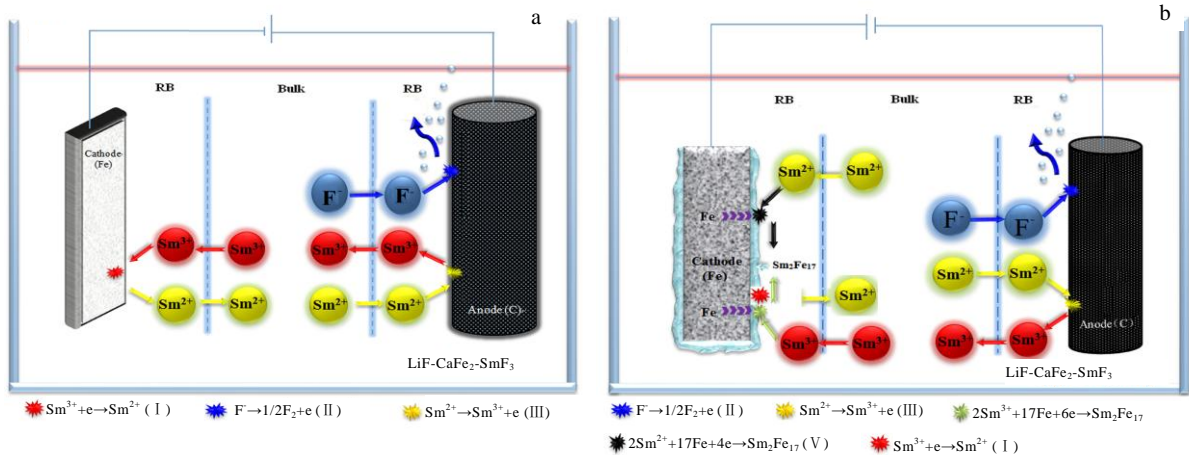 a
RB
Bulk
RB
Cathode
(Fe)
F⁻
F⁻
Sm³⁺
Sm³⁺
Sm³⁺
Sm³⁺
Sm²⁺
Sm²⁺
Sm²⁺
Sm²⁺
Anode(C)
LiF-CaFe₂-SmF₃
Sm³⁺+e→Sm²⁺ (Ⅰ)
F⁻→1/2F₂+e (Ⅱ)
Sm²⁺→Sm³⁺+e (Ⅲ)
b
RB
Bulk
RB
Sm²⁺
Sm²⁺
Fe
F⁻
F⁻
Cathode
(Fe)
Sm₂Fe₁₇
Sm²⁺
Sm²⁺
Sm²⁺
Fe
Anode(C)
Sm³⁺
Sm³⁺
Sm³⁺
Sm³⁺
LiF-CaFe₂-SmF₃
F⁻→1/2F₂+e (Ⅱ)
Sm²⁺→Sm³⁺+e (Ⅲ)
2Sm³⁺+17Fe+6e→Sm₂Fe₁₇
2Sm²⁺+17Fe+4e→Sm₂Fe₁₇ (Ⅴ)
Sm³⁺+e→Sm²⁺ (Ⅰ)